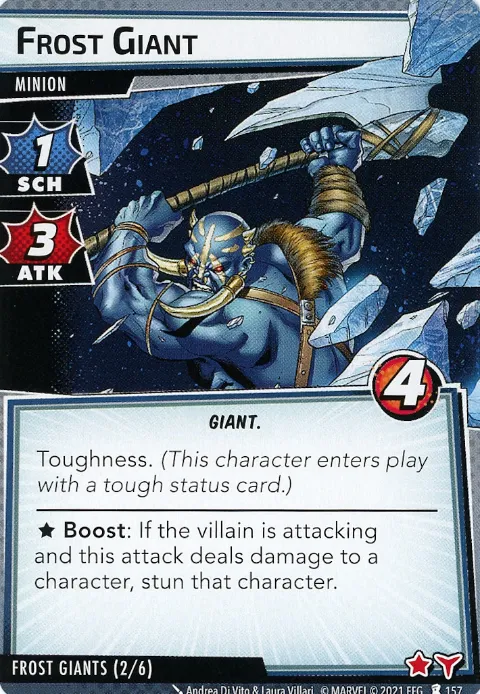 FROST GIANT
MINION
1
SCH
3
ATK
4
GIANT.
Toughness. (This character enters play
with a tough status card.)
★ Boost: If the villain is attacking
and this attack deals damage to a
character, stun that character.
FROST GIANTS (2/6)
Andrea Di Vito & Laura Villari. © MARVEL © 2021 FFG 157